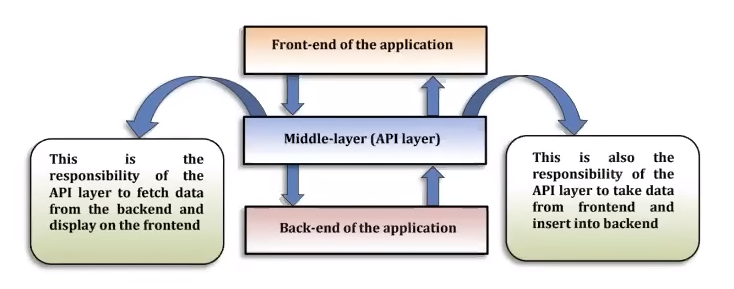 Front-end of the application
Middle-layer (API layer)
This is the
responsibility of the
API layer to fetch data
from the backend and
display on the frontend
This is also the
responsibility of the
API layer to take data
from frontend and
insert into backend
Back-end of the application